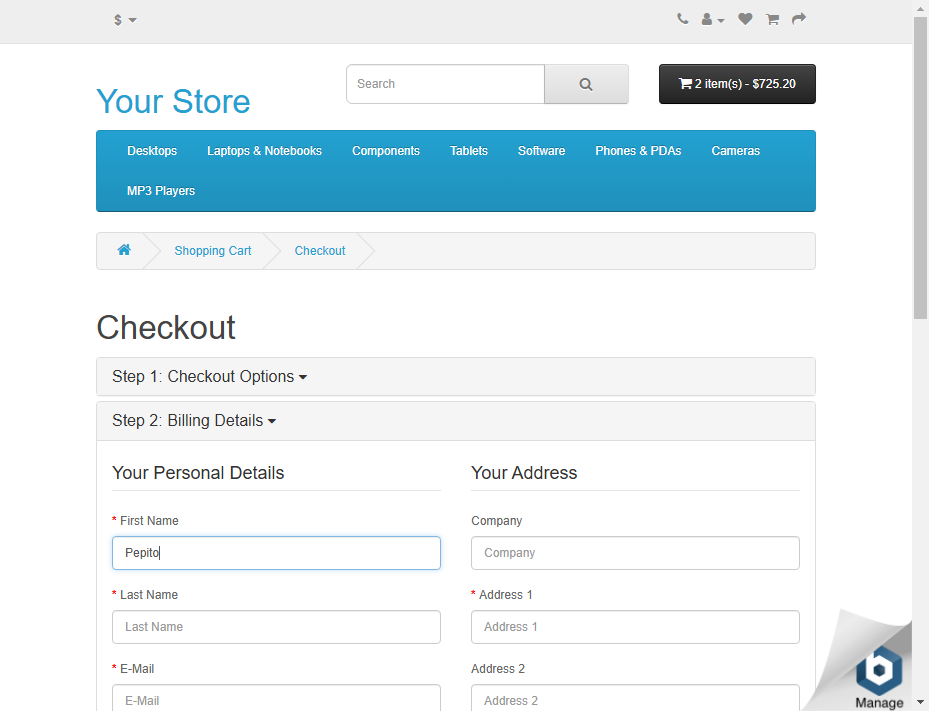 $
Search
2 item(s) - $725.20
Your Store
Desktops
Laptops & Notebooks
Components
Tablets
Software
Phones & PDAs
Cameras
MP3 Players
Shopping Cart
Checkout
Checkout
Step 1: Checkout Options
Step 2: Billing Details
Your Personal Details
* First Name
Pepito
* Last Name
Last Name
* E-Mail
E-Mail
Your Address
Company
Company
* Address 1
Address 1
Address 2
Address 2
Manage